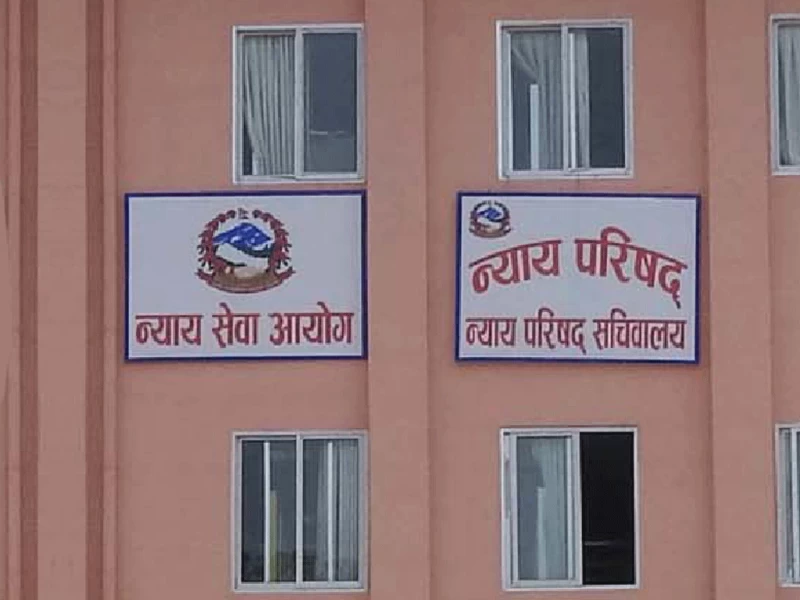 न्याय सेवा आयोग
न्याय परिषद्
न्याय परिषद् सचिवालय